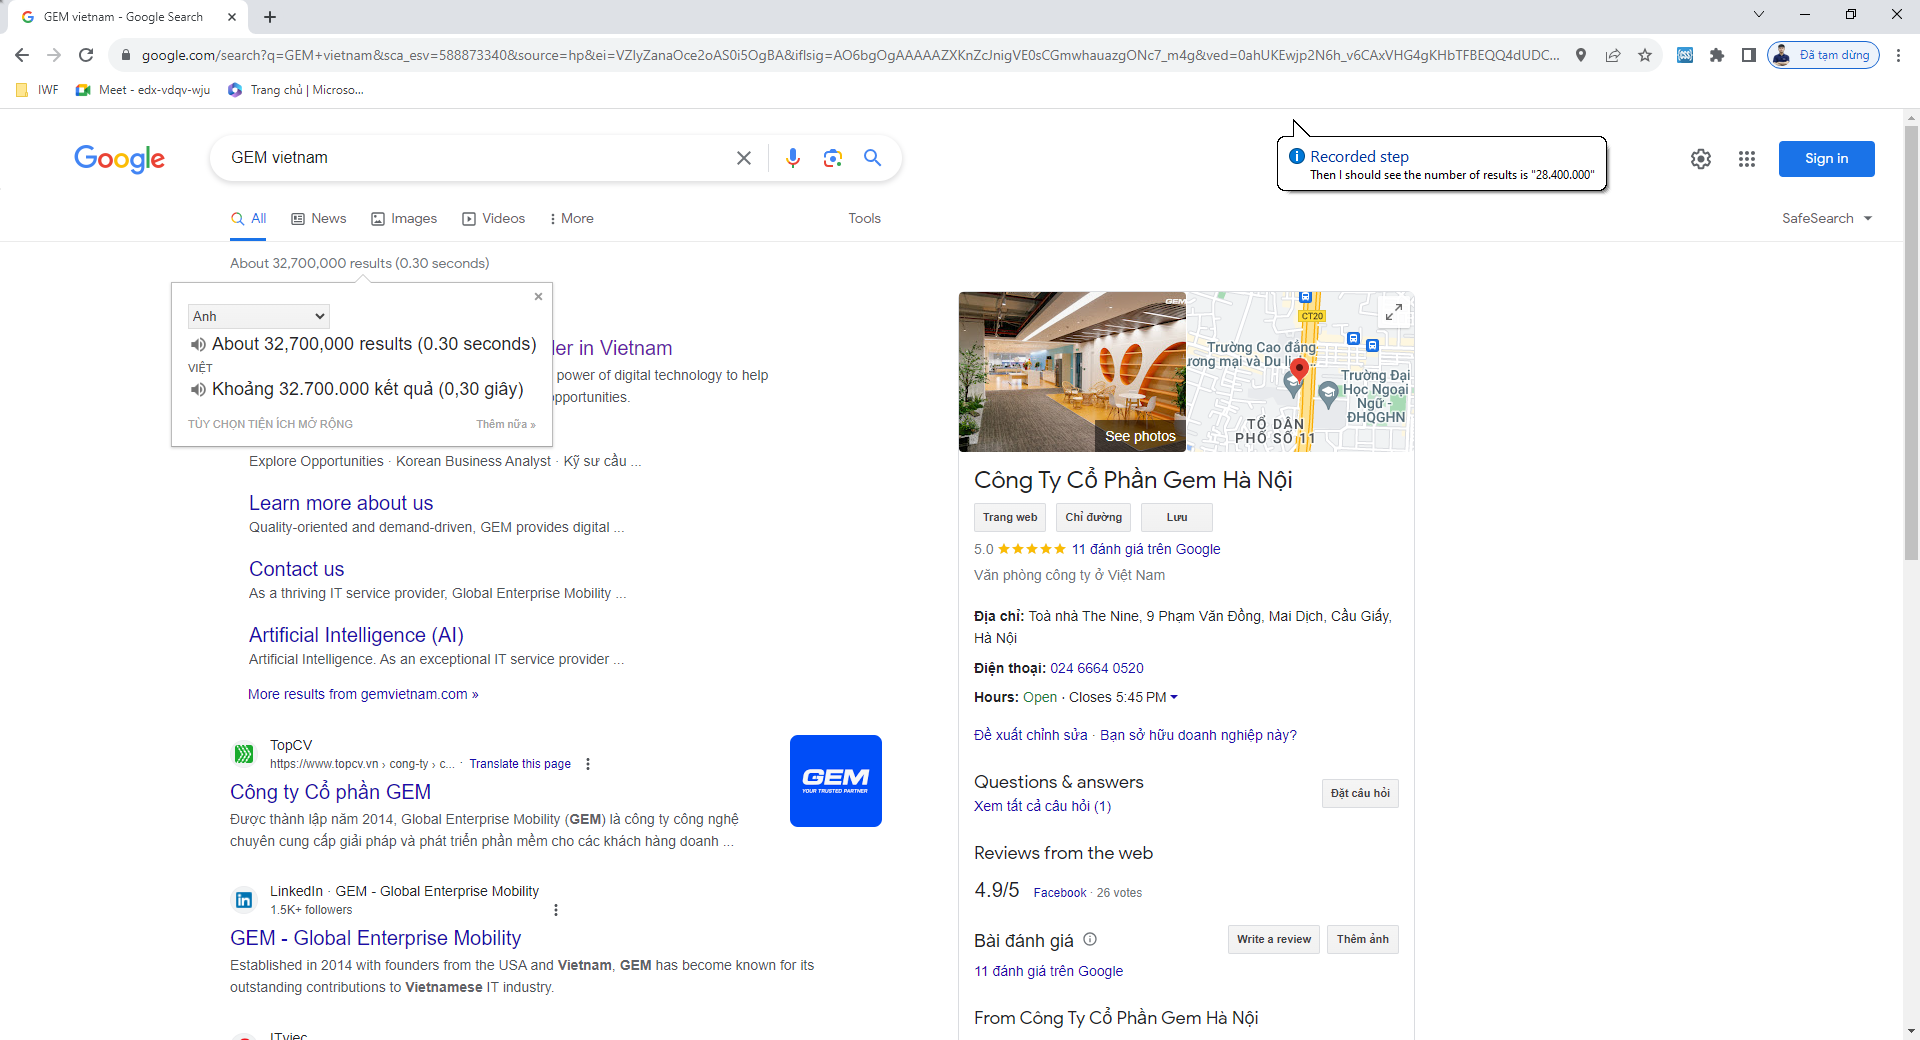 GEM vietnam - Google Search
google.com/search?q=GEM+vietnam&sca_esv=588873340&source=hp&ei=VZlyZanaOce2oAS0i5OgBA&iflsig=AO6bgOgAAAAAZXKnZcJnigVE0sCGmwhauazgONc7_m4g&ved=0ahUKEwjp2N6h_v6CAxVHG4gKHbTFBEQQ4dUDC...
Đã tạm dừng
IWF
Meet - edx-vdqv-wju
Trang chủ | Microso...
Google
GEM vietnam
Recorded step
Then I should see the number of results is "28.400.000"
Sign in
All
News
Images
Videos
More
Tools
SafeSearch
About 32,700,000 results (0.30 seconds)
Anh
About 32,700,000 results (0.30 seconds)
VIỆT
Khoảng 32.700.000 kết quả (0,30 giây)
TÙY CHỌN TIỆN ÍCH MỞ RỘNG
Thêm nữa »
der in Vietnam
power of digital technology to help
opportunities.
Explore Opportunities · Korean Business Analyst · Kỹ sư cầu ...
Learn more about us
Quality-oriented and demand-driven, GEM provides digital ...
Contact us
As a thriving IT service provider, Global Enterprise Mobility ...
Artificial Intelligence (AI)
Artificial Intelligence. As an exceptional IT service provider ...
More results from gemvietnam.com »
TopCV
https://www.topcv.vn › cong-ty › c... · Translate this page
Công ty Cổ phần GEM
Được thành lập năm 2014, Global Enterprise Mobility (GEM) là công ty công nghệ
chuyên cung cấp giải pháp và phát triển phần mềm cho các khách hàng doanh ...
GEM
YOUR TRUSTED PARTNER
LinkedIn · GEM - Global Enterprise Mobility
1.5K+ followers
GEM - Global Enterprise Mobility
Established in 2014 with founders from the USA and Vietnam, GEM has become known for its
outstanding contributions to Vietnamese IT industry.
ITviec
GEM
See photos
CT20
Trường Cao đẳng
ương mại và Du lị...
Trường Đại
Học Ngoại
Ngữ -
ĐHQGHN
TỔ DÂN
PHỐ SỐ 11
Công Ty Cổ Phần Gem Hà Nội
Trang web
Chỉ đường
Lưu
5.0
11 đánh giá trên Google
Văn phòng công ty ở Việt Nam
Địa chỉ: Toà nhà The Nine, 9 Phạm Văn Đồng, Mai Dịch, Cầu Giấy,
Hà Nội
Điện thoại: 024 6664 0520
Hours: Open · Closes 5:45 PM
Đề xuất chỉnh sửa · Bạn sở hữu doanh nghiệp này?
Questions & answers
Xem tất cả câu hỏi (1)
Đặt câu hỏi
Reviews from the web
4.9/5 Facebook · 26 votes
Bài đánh giá
Write a review
Thêm ảnh
11 đánh giá trên Google
From Công Ty Cổ Phần Gem Hà Nội